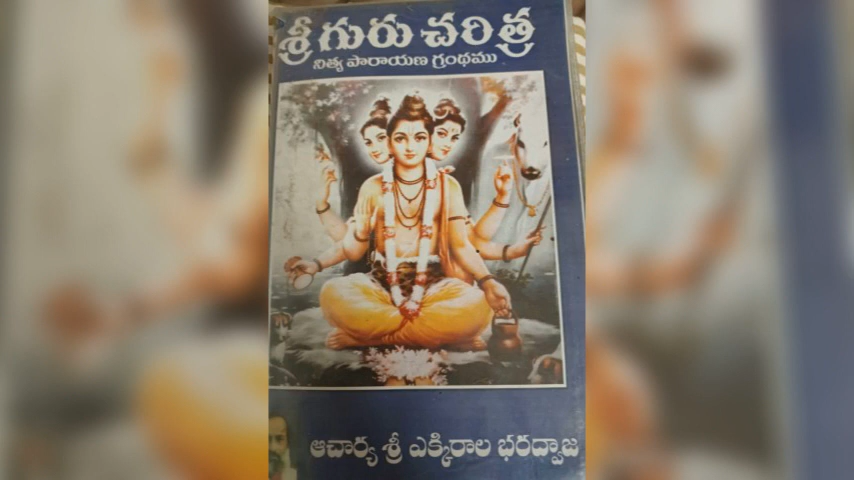 శ్రీ గురు చరిత్ర
నిత్య పారాయణ గ్రంథము
ఆచార్య శ్రీ ఎక్కిరాల భరద్వాజ